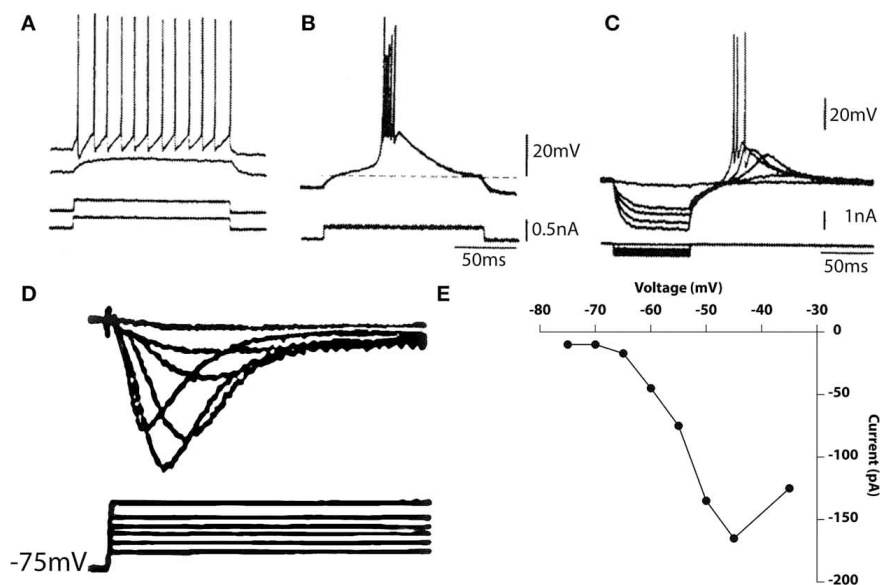 A
B
C
20mV
0.5nA
50ms
20mV
1nA
50ms
D
-75mV
E
Voltage (mV)
-80
-70
-60
-50
-40
-30
0
-50
-100
-150
-200
Current (pA)